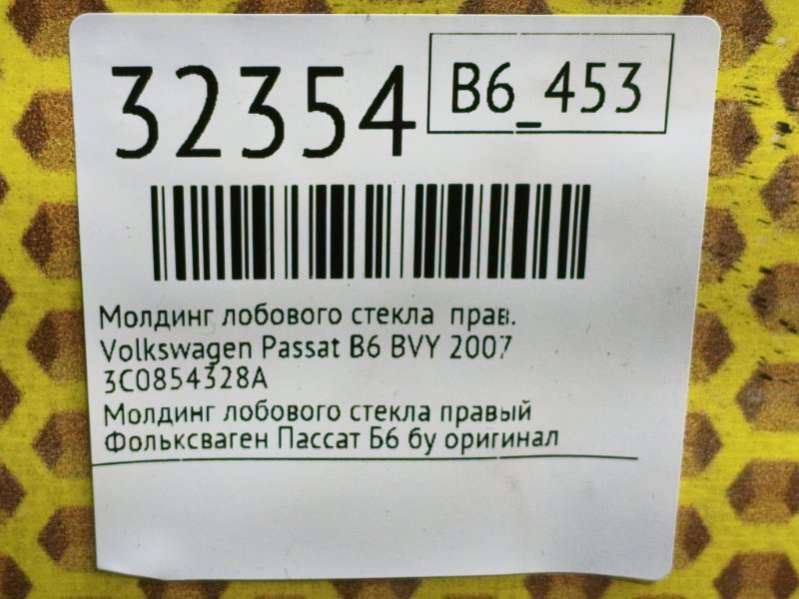 32354
B6_453
Молдинг лобового стекла прав.
Volkswagen Passat B6 BVY 2007
3C0854328A
Молдинг лобового стекла правый
Фольксваген Пассат Б6 бу оригинал